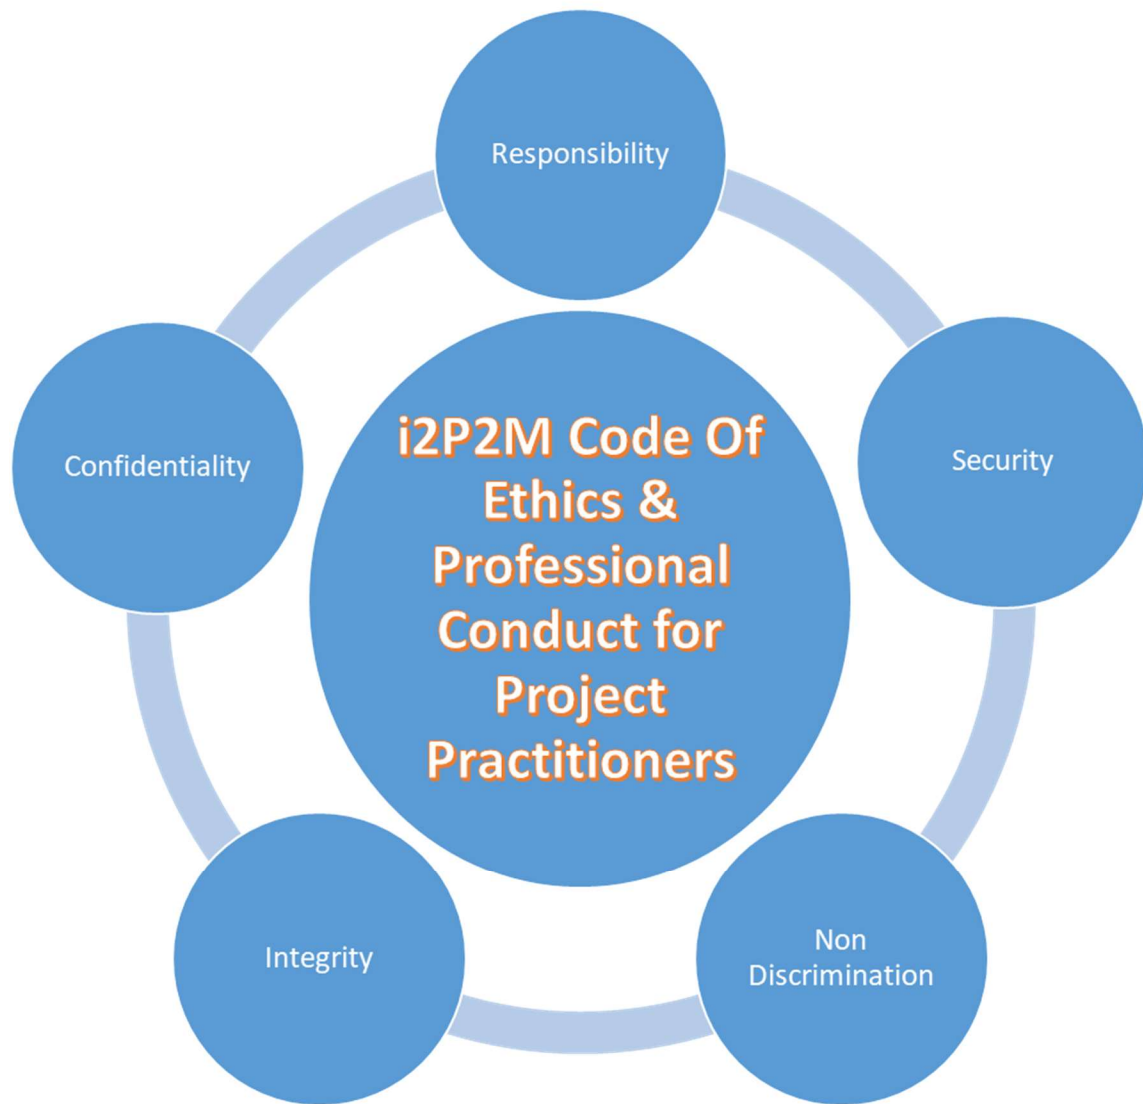 Responsibility
Confidentiality
Security
i2P2M Code Of
Ethics &
Professional
Conduct for
Project
Practitioners
Integrity
Non
Discrimination